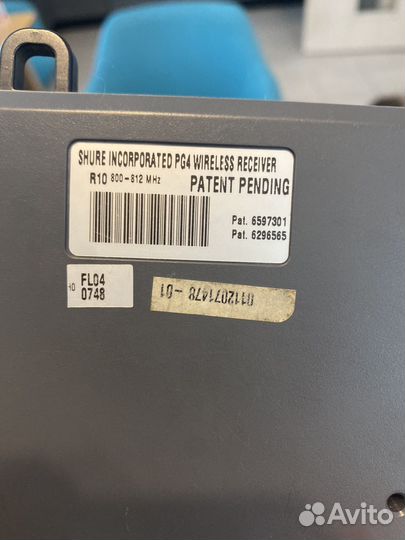 SHURE INCORPORATED PG4 WIRELESS RECEIVER
R10 800-812 MHz
PATENT PENDING
Pat. 6597301
Pat. 6296565
FL04
0748
0112071478 -01
Avito